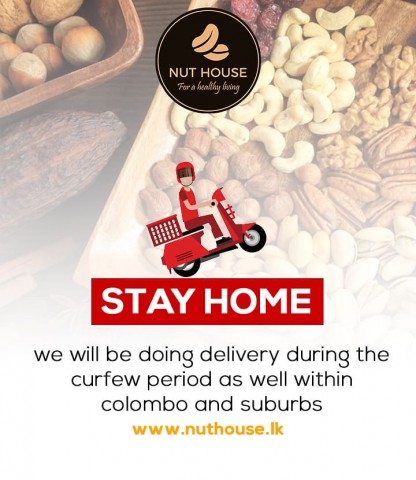 NUT HOUSE
For a healthy living
STAY HOME
we will be doing delivery during the
curfew period as well within
colombo and suburbs
www.nuthouse.lk